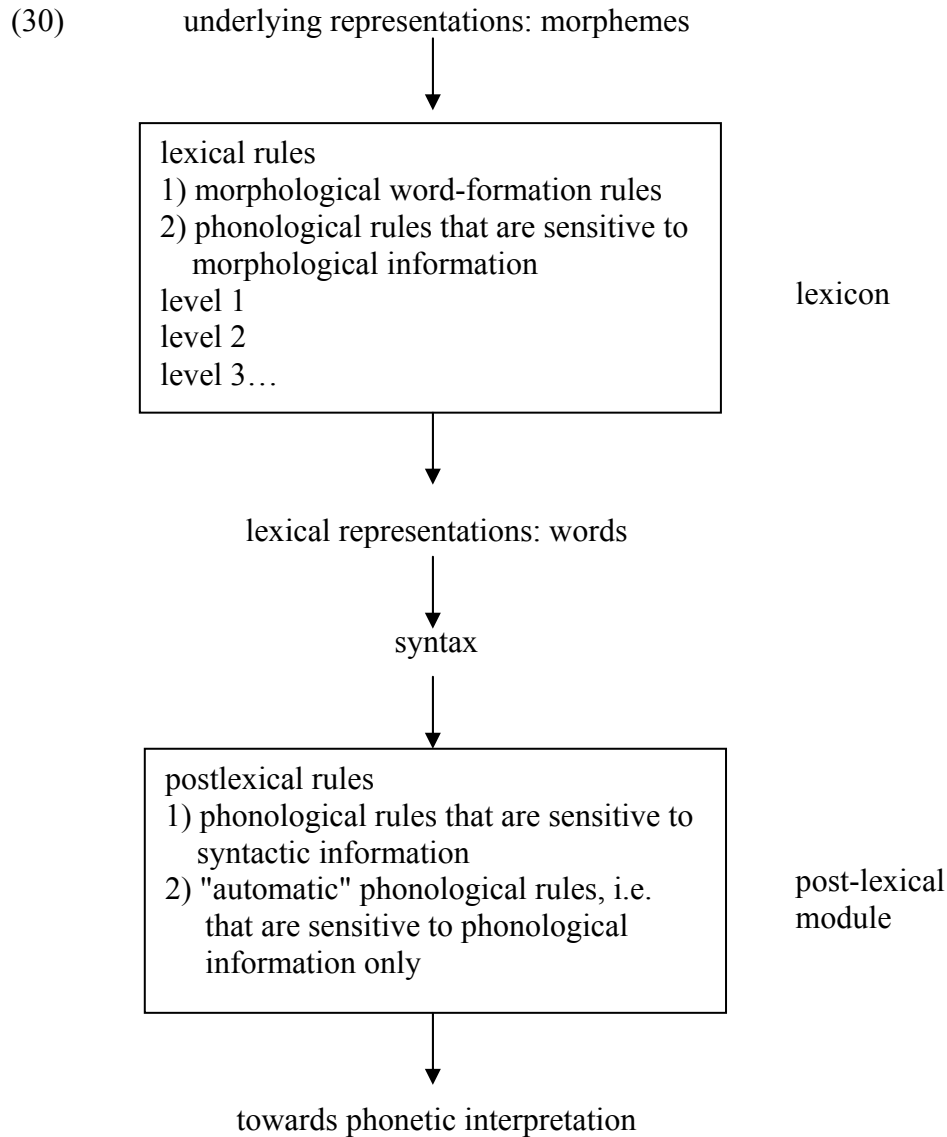 (30) underlying representations: morphemes
lexical rules
1) morphological word-formation rules
2) phonological rules that are sensitive to
morphological information
level 1
level 2
level 3…
lexicon
lexical representations: words
syntax
postlexical rules
1) phonological rules that are sensitive to
syntactic information
2) "automatic" phonological rules, i.e.
that are sensitive to phonological
information only
post-lexical
module
towards phonetic interpretation